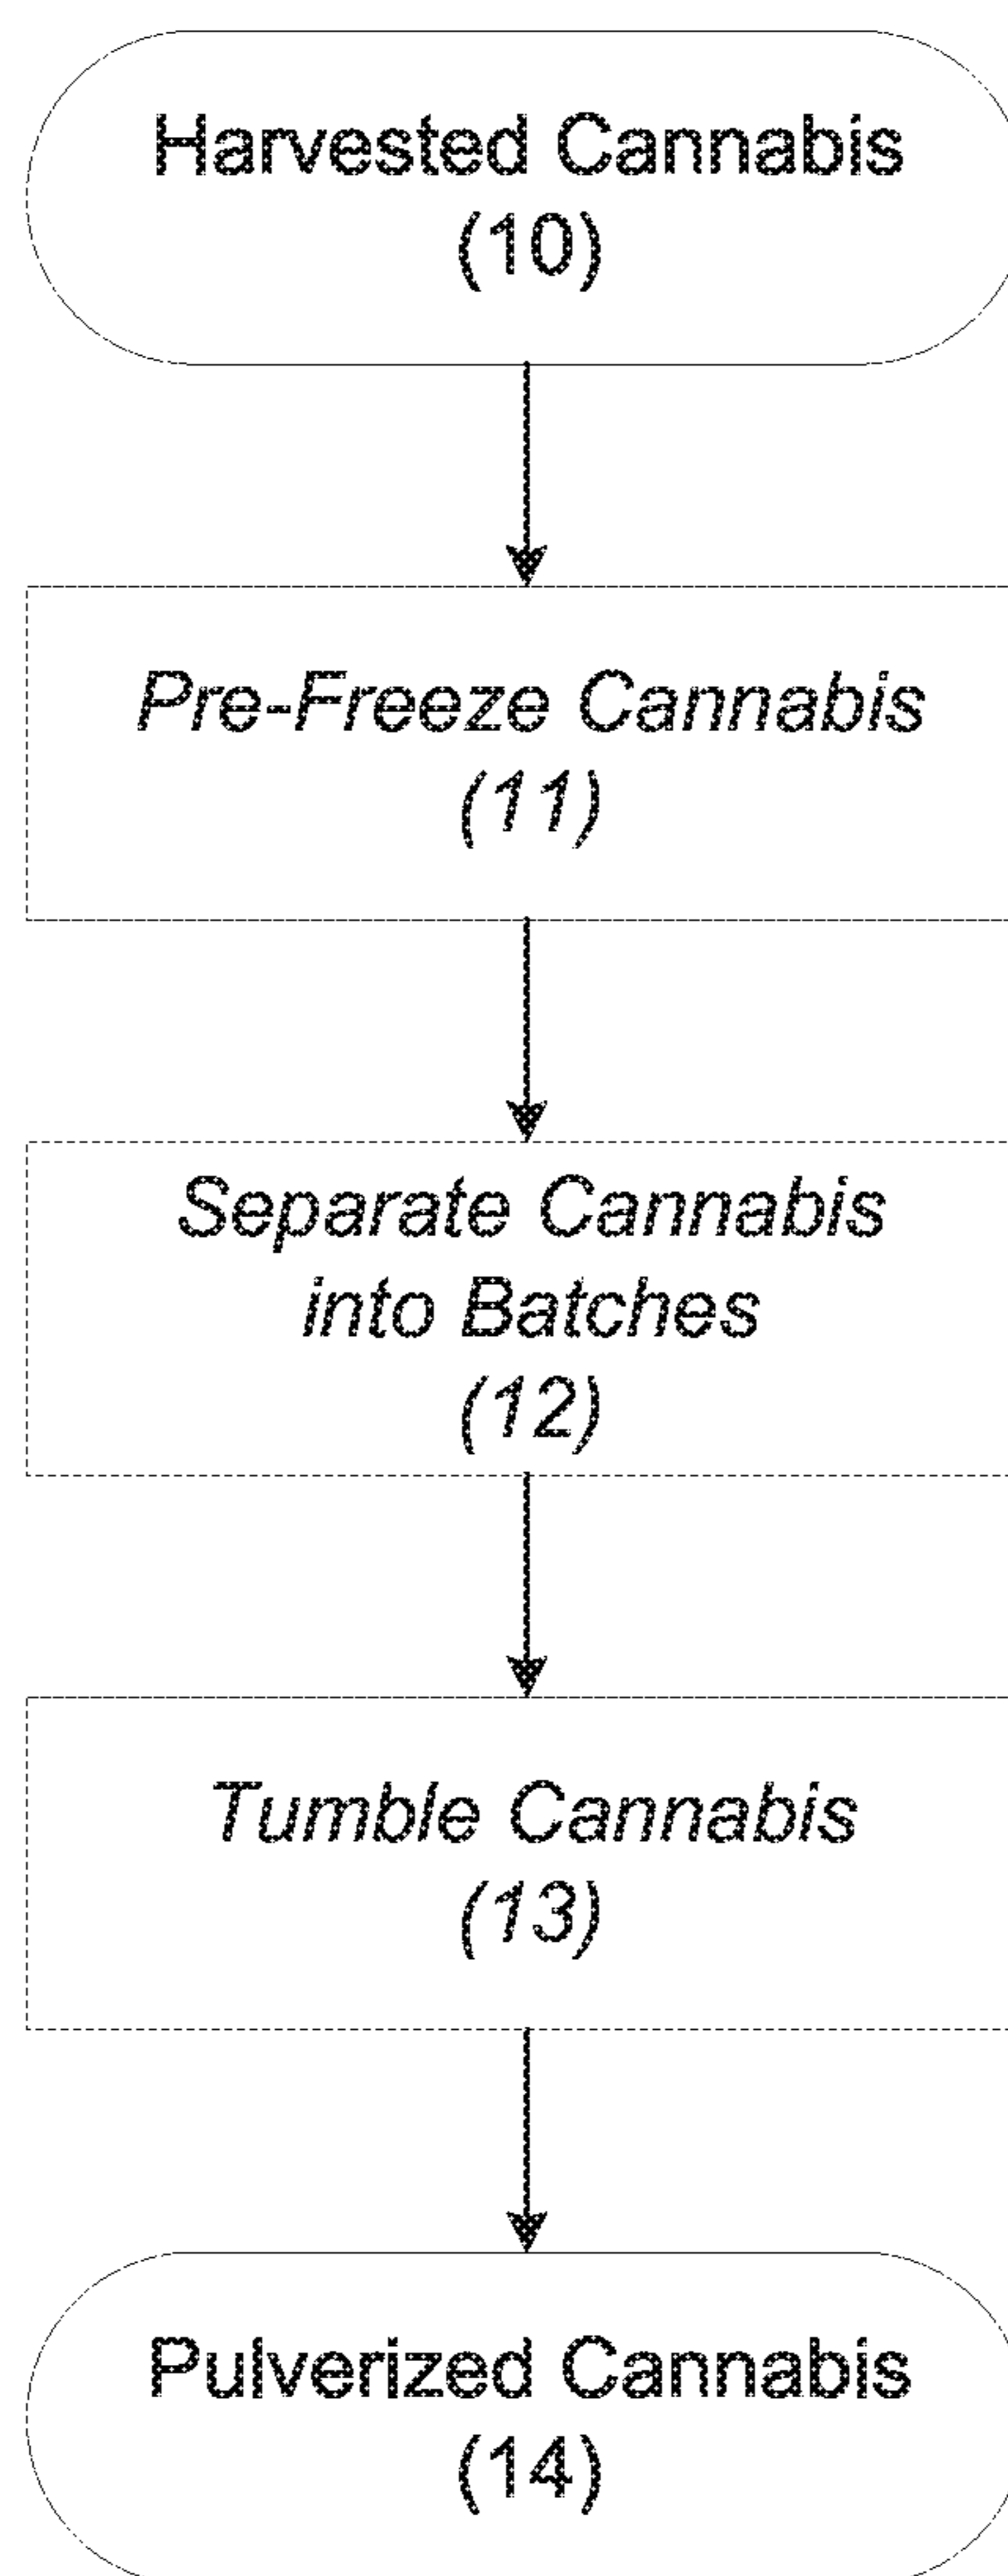 Harvested Cannabis
(10)
Pre-Freeze Cannabis
(11)
Separate Cannabis
into Batches
(12)
Tumble Cannabis
(13)
Pulverized Cannabis
(14)